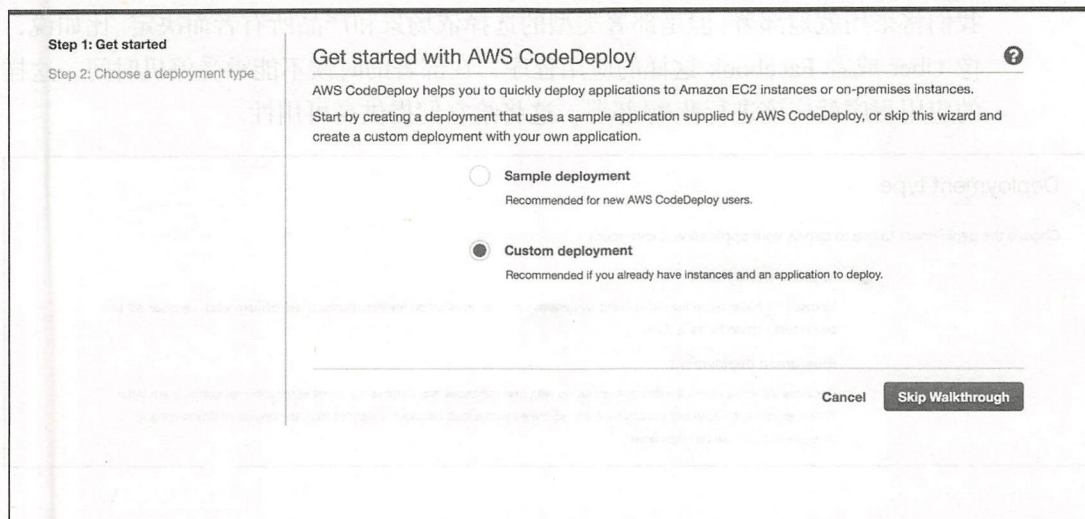 Step 1: Get started
Step 2: Choose a deployment type
Get started with AWS CodeDeploy
?
AWS CodeDeploy helps you to quickly deploy applications to Amazon EC2 instances or on-premises instances.
Start by creating a deployment that uses a sample application supplied by AWS CodeDeploy, or skip this wizard and
create a custom deployment with your own application.
Sample deployment
Recommended for new AWS CodeDeploy users.
Custom deployment
Recommended if you already have instances and an application to deploy.
Cancel
Skip Walkthrough